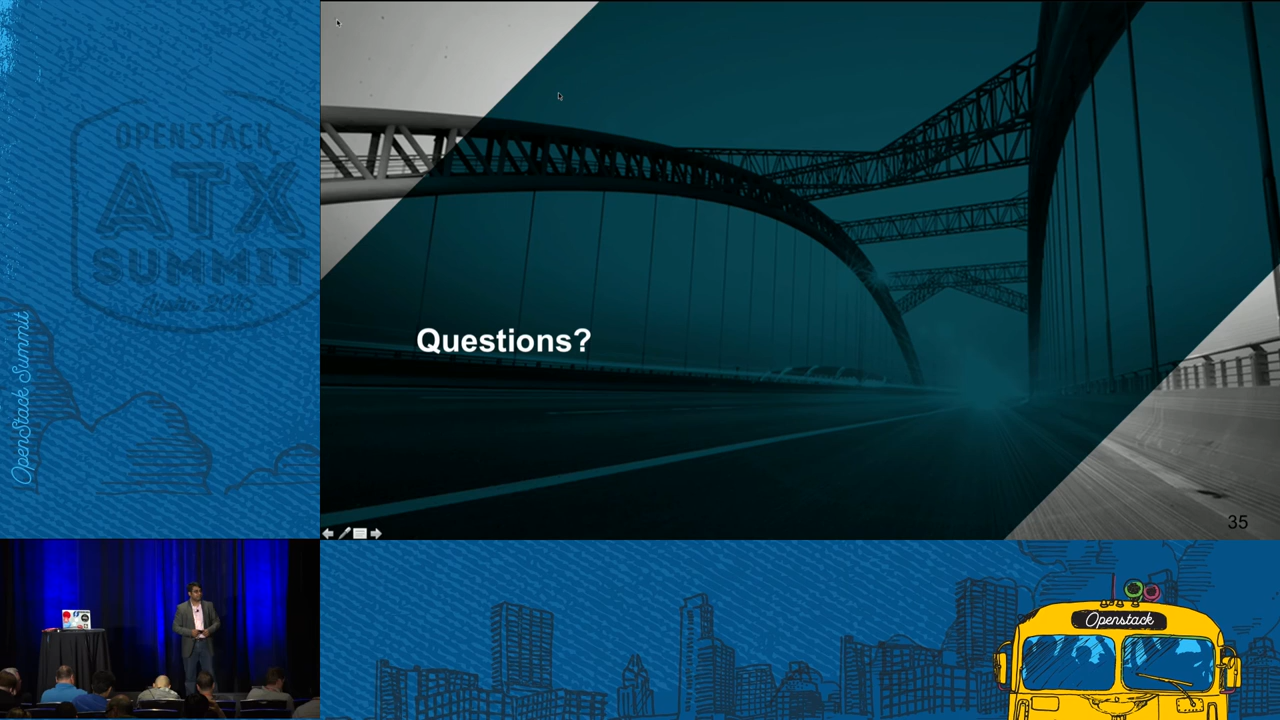 OPENSTACK
ATX
SUMMIT
Austin 2016
OpenStack Summit
Questions?
35
Openstack